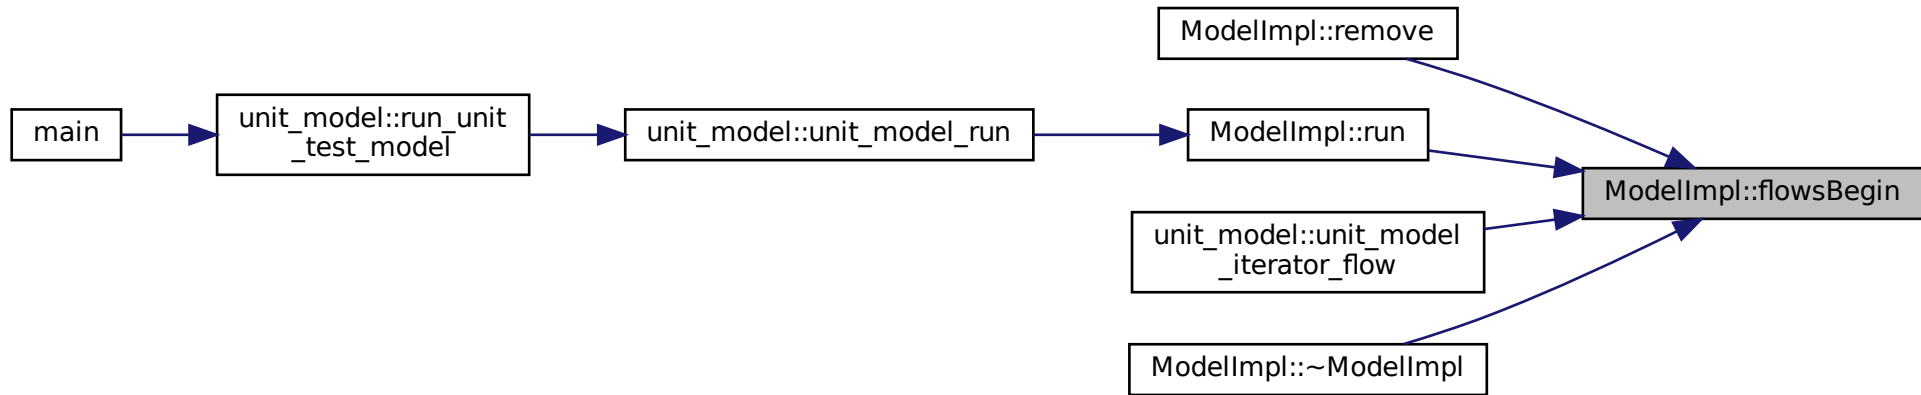 ModelImpl::remove
main
unit_model::run_unit
_test_model
unit_model::unit_model_run
ModelImpl::run
ModelImpl::flowsBegin
unit_model::unit_model
_iterator_flow
ModelImpl::~ModelImpl